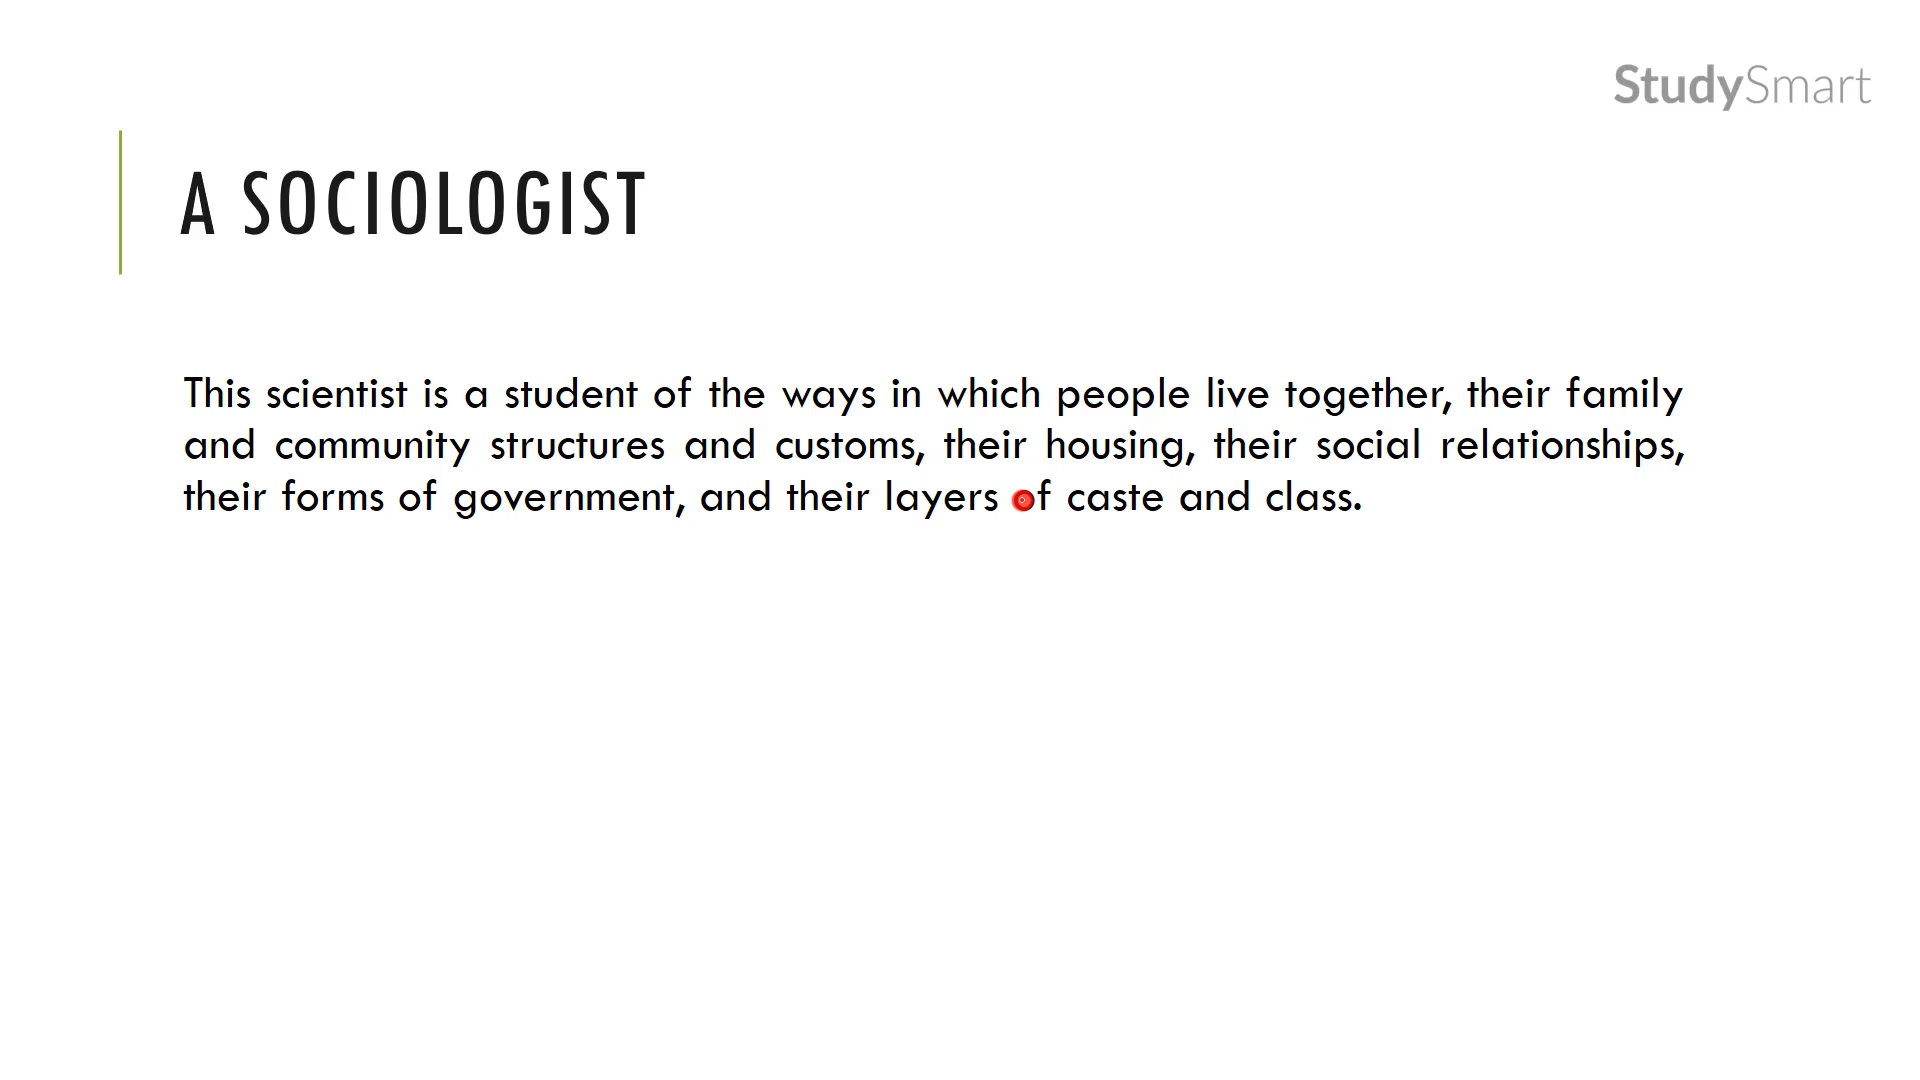 StudySmart
A SOCIOLOGIST
This scientist is a student of the ways in which people live together, their family
and community structures and customs, their housing, their social relationships,
their forms of government, and their layers of caste and class.